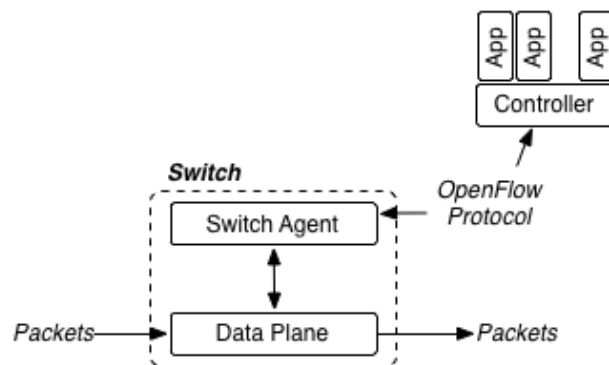 App
App
App
Controller
Switch
OpenFlow
Protocol
Switch Agent
Packets
Data Plane
Packets